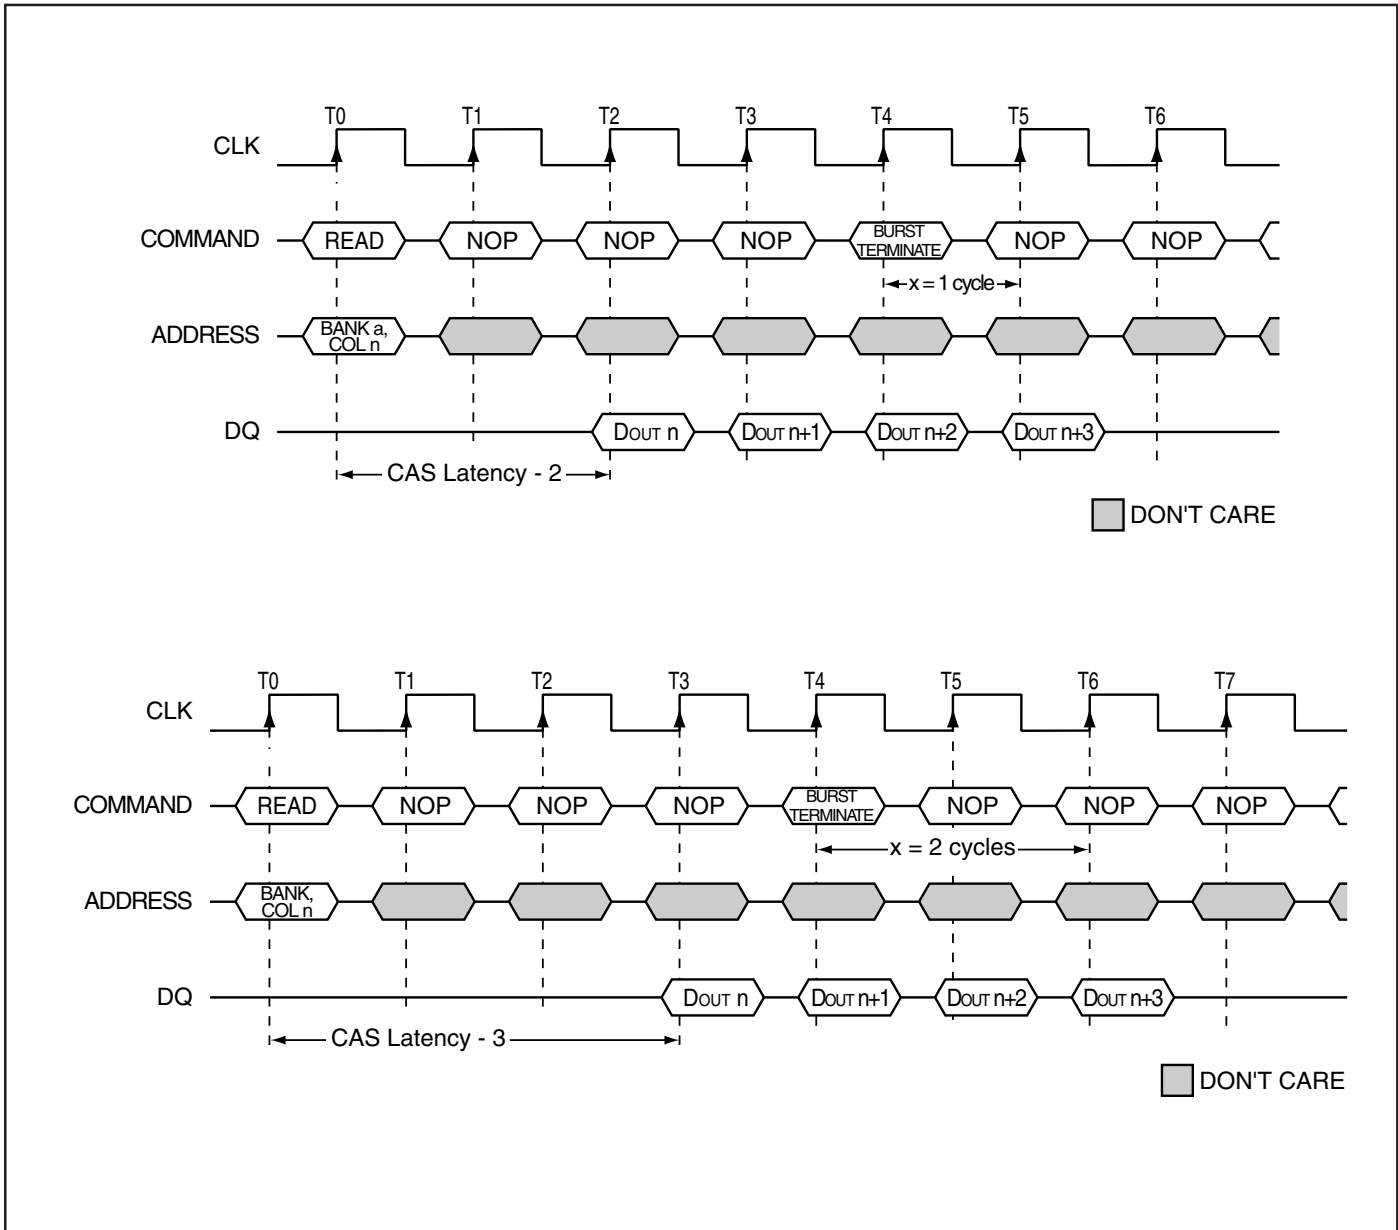 T0 T1 T2 T3 T4 T5 T6
CLK
COMMAND READ NOP NOP NOP BURST TERMINATE NOP NOP
x = 1 cycle
ADDRESS BANK a, COL n
DQ DOUT n DOUT n+1 DOUT n+2 DOUT n+3
CAS Latency - 2
DON'T CARE
T0 T1 T2 T3 T4 T5 T6 T7
CLK
COMMAND READ NOP NOP NOP BURST TERMINATE NOP NOP NOP
x = 2 cycles
ADDRESS BANK, COL n
DQ DOUT n DOUT n+1 DOUT n+2 DOUT n+3
CAS Latency - 3
DON'T CARE